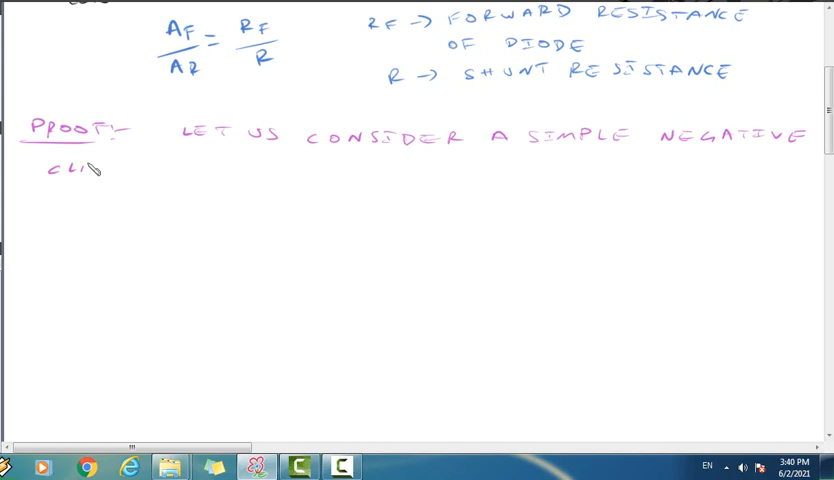 AF/AR = RF/R
RF → FORWARD RESISTANCE
OF DIODE
R → SHUNT RESISTANCE
PROOF:- LET US CONSIDER A SIMPLE NEGATIVE
CLI
EN
3:40 PM
6/2/2021